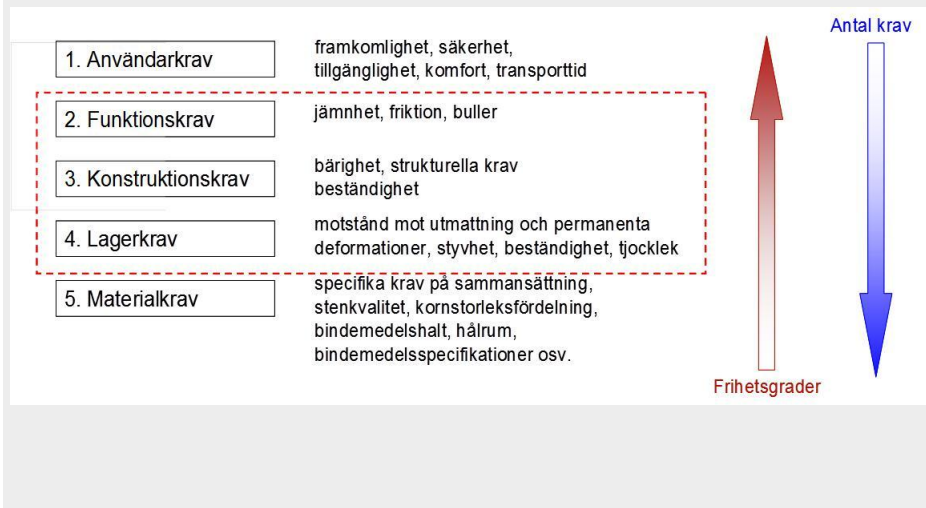 Antal krav
1. Användarkrav
framkomlighet, säkerhet,
tillgänglighet, komfort, transporttid
2. Funktionskrav
jämnhet, friktion, buller
3. Konstruktionskrav
bärighet, strukturella krav
beständighet
4. Lagerkrav
motstånd mot utmattning och permanenta
deformationer, styvhet, beständighet, tjocklek
5. Materialkrav
specifika krav på sammansättning,
stenkvalitet, kornstorleksfördelning,
bindemedelshalt, hålrum,
bindemedelsspecifikationer osv.
Frihetsgrader